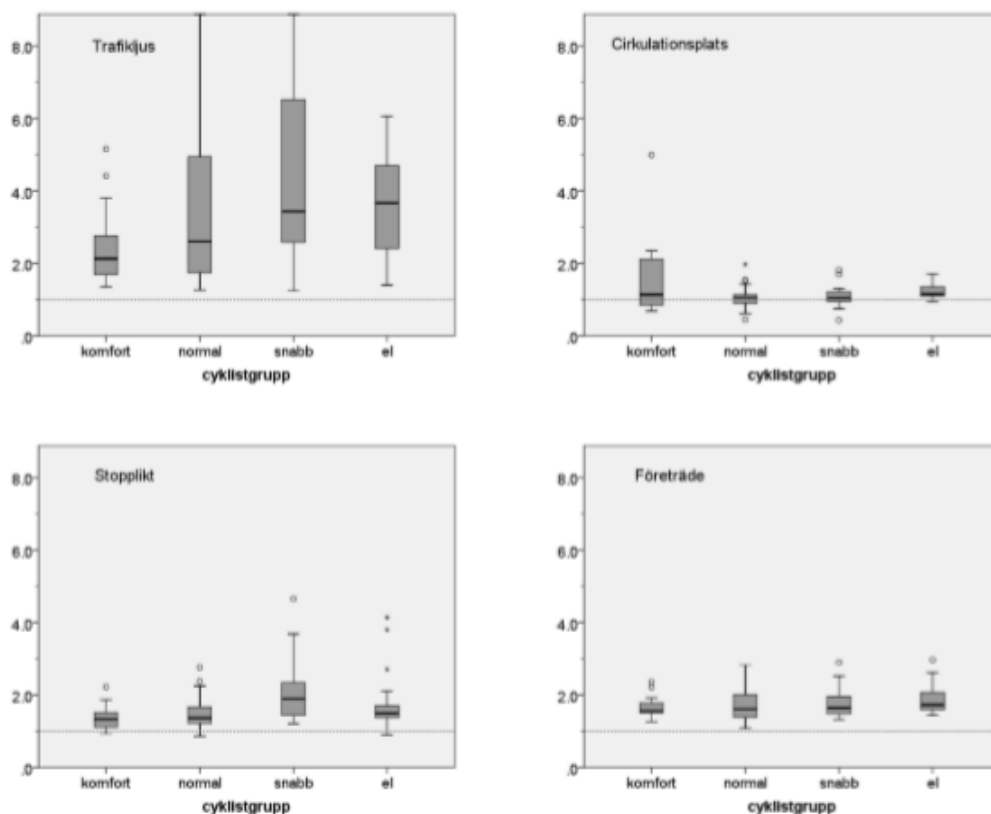 Trafikljus
8.0
6.0
4.0
2.0
.0
komfort normal snabb el
cyklistgrupp
Cirkulationsplats
8.0
6.0
4.0
2.0
.0
komfort normal snabb el
cyklistgrupp
Stopplikt
8.0
6.0
4.0
2.0
.0
komfort normal snabb el
cyklistgrupp
Företräde
8.0
6.0
4.0
2.0
.0
komfort normal snabb el
cyklistgrupp